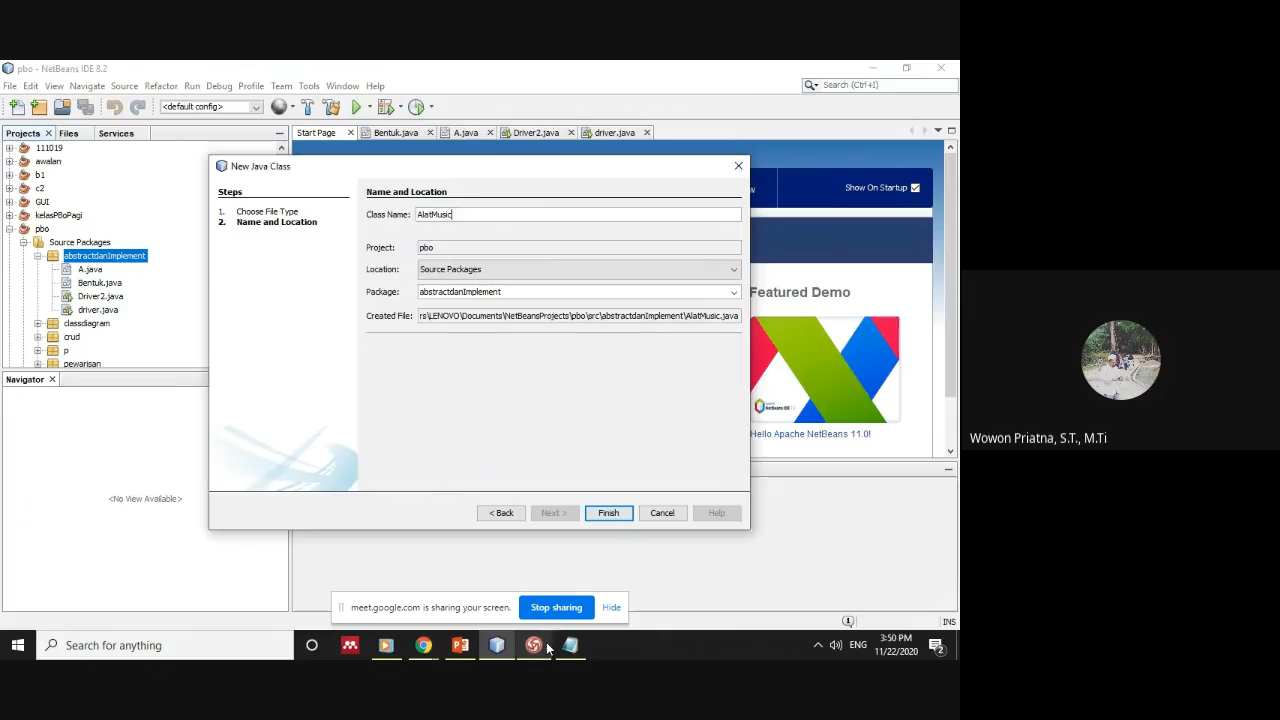 pbo - NetBeans IDE 8.2
File Edit View Navigate Source Refactor Run Debug Profile Team Tools Window Help
Search (Ctrl+I)
<default config>
Projects Files Services
Start Page Bentuk.java A.java Driver2.java driver.java
111019
awalan
b1
c2
GUI
kelasPBoPagi
pbo
Source Packages
abstractdanImplement
A.java
Bentuk.java
Driver2.java
driver.java
classdiagram
crud
p
pewarisan
Navigator
<No View Available>
New Java Class
Steps
1. Choose File Type
2. Name and Location
Name and Location
Class Name: AlatMusic
Project: pbo
Location: Source Packages
Package: abstractdanImplement
Created File: rs\LENOVO\Documents\NetBeansProjects\pbo\src\abstractdanImplement\AlatMusic.java
< Back Next > Finish Cancel Help
Show On Startup
Featured Demo
Hello Apache NetBeans 11.0!
meet.google.com is sharing your screen. Stop sharing Hide
INS
Search for anything
ENG
3:50 PM
11/22/2020
2
Wowon Priatna, S.T., M.Ti